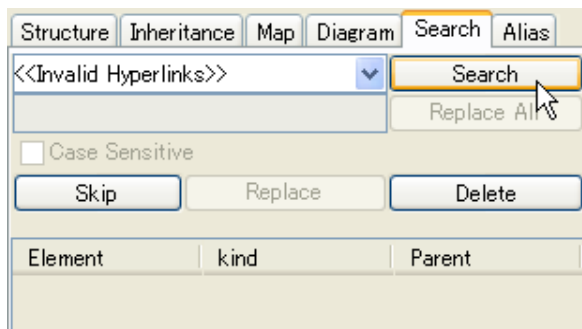 Structure Inheritance Map Diagram Search Alias
<<Invalid Hyperlinks>> Search
Replace All
Case Sensitive
Skip Replace Delete
Element kind Parent